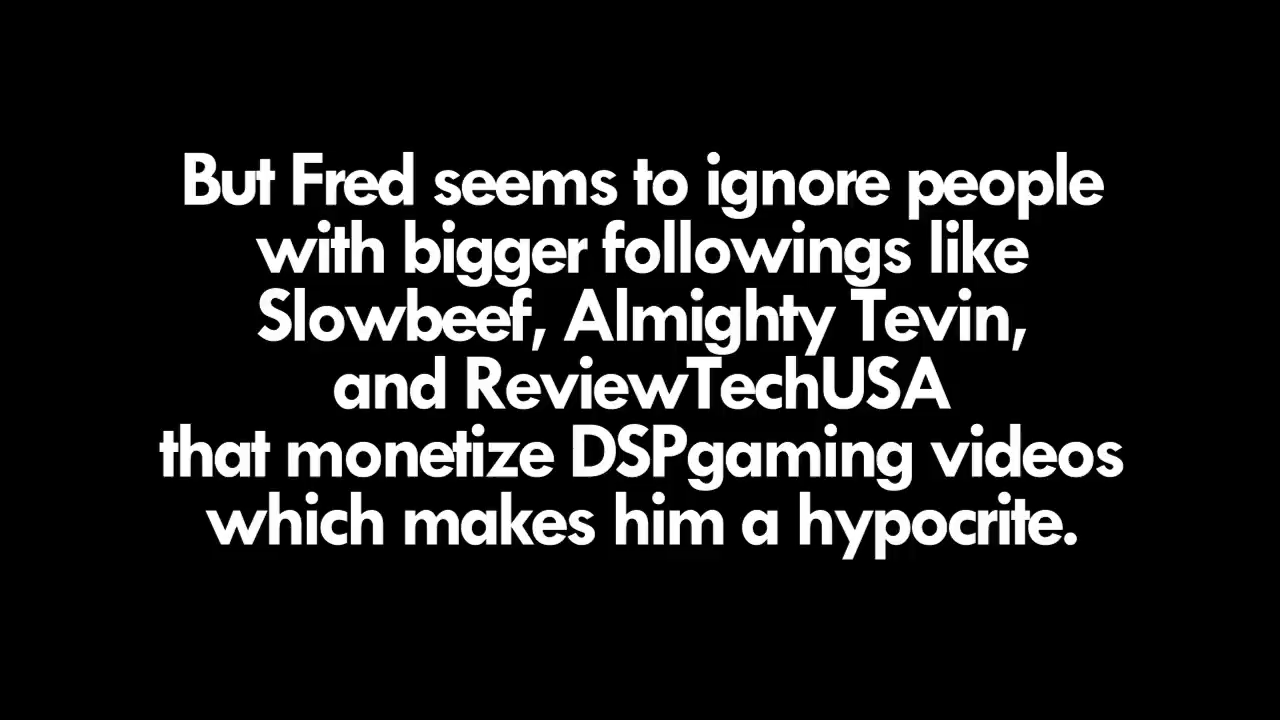 But Fred seems to ignore people
with bigger followings like
Slowbeef, Almighty Tevin,
and ReviewTechUSA
that monetize DSPgaming videos
which makes him a hypocrite.